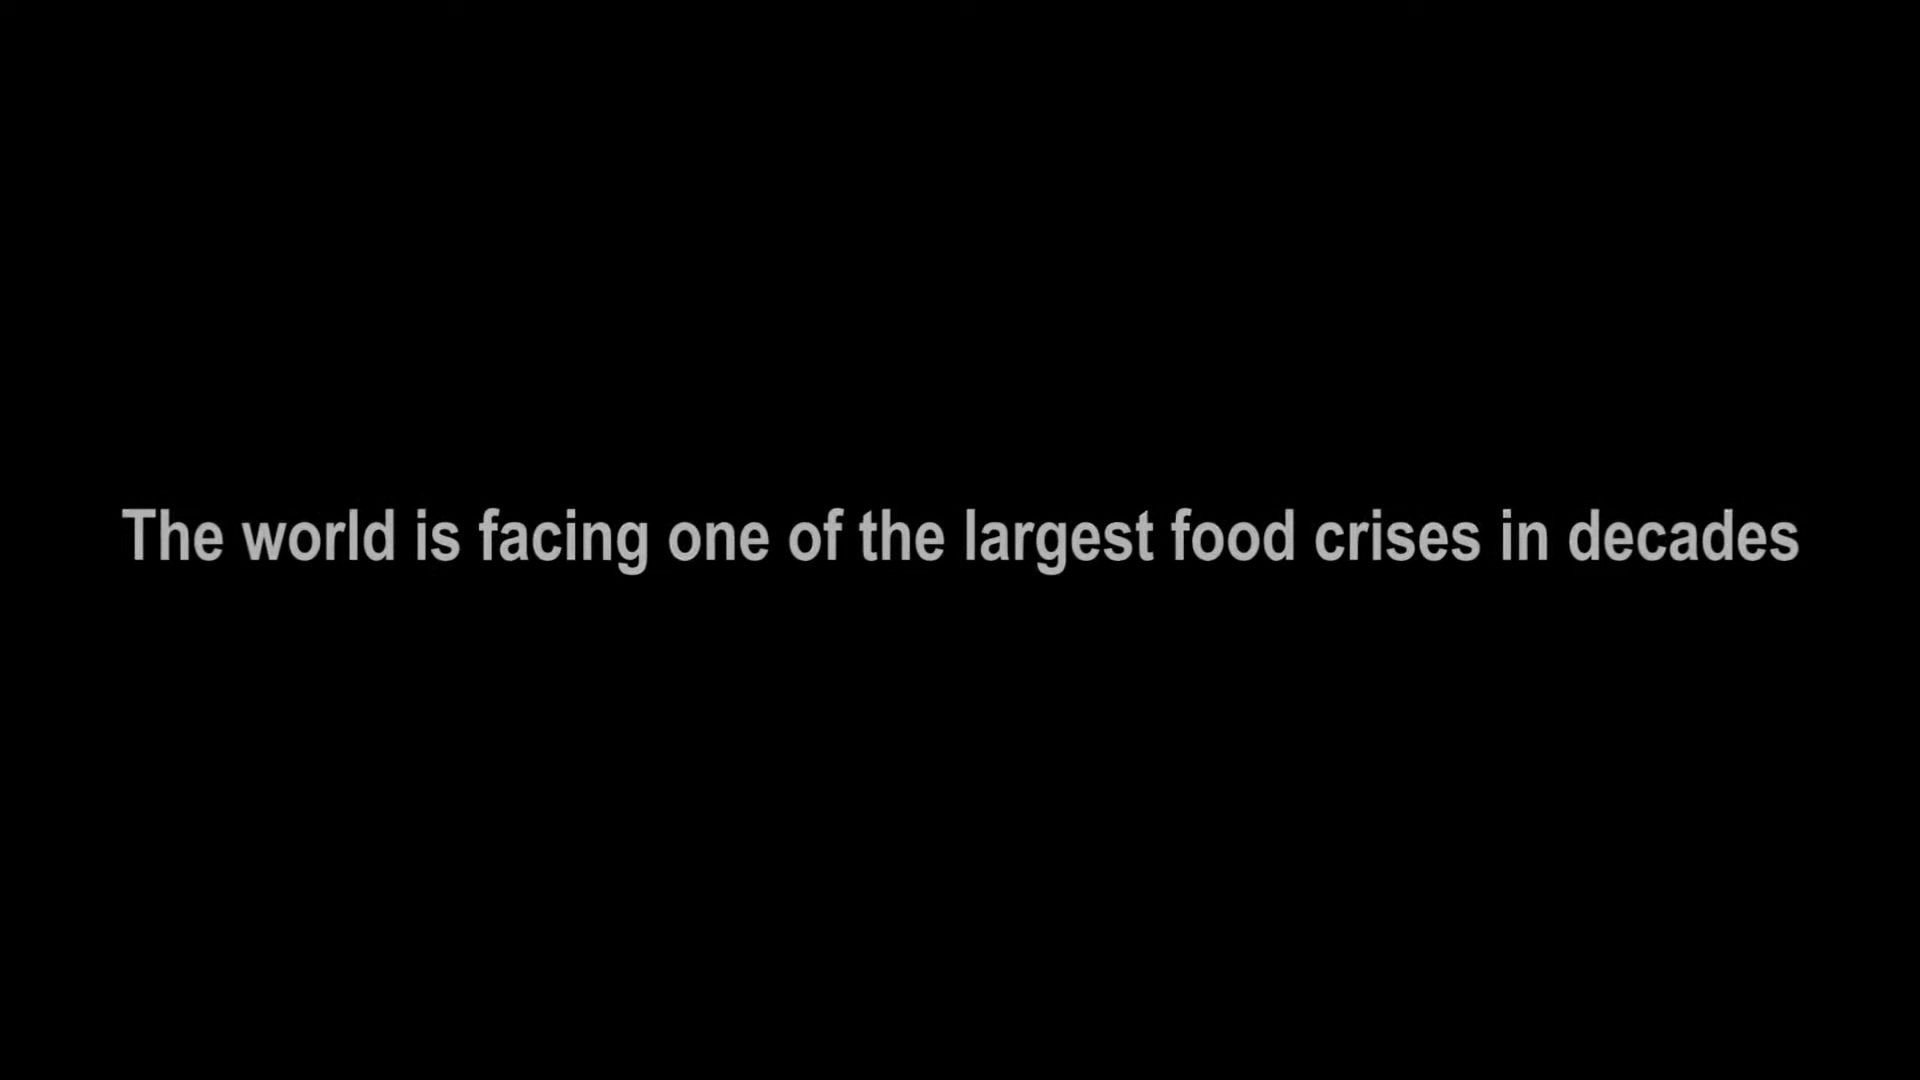 The world is facing one of the largest food crises in decades